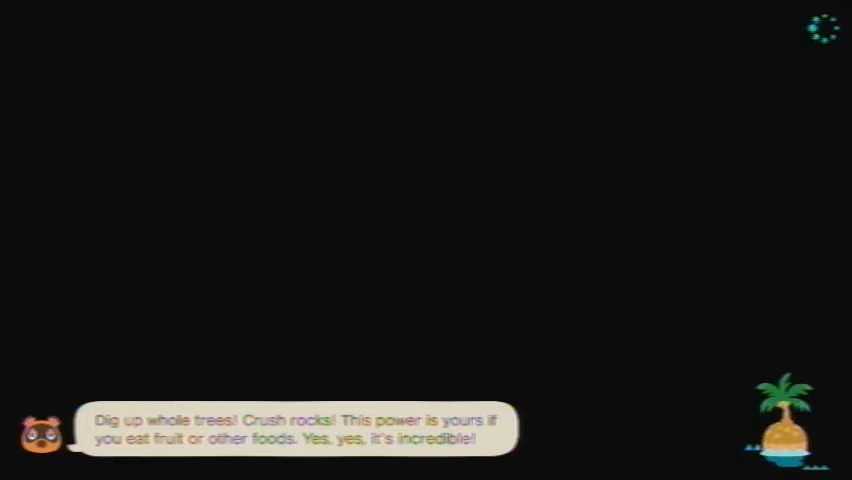 Dig up whole trees! Crush rocks! This power is yours if
you eat fruit or other foods. Yes, yes, it's incredible!